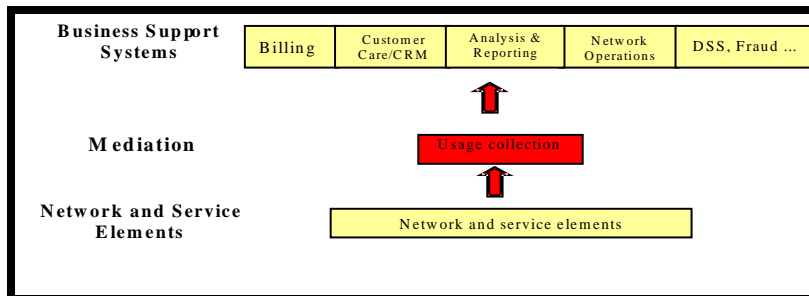 Business Support
Systems
Billing
Customer
Care/CRM
Analysis &
Reporting
Network
Operations
DSS, Fraud ...
Mediation
Usage collection
Network and Service
Elements
Network and service elements